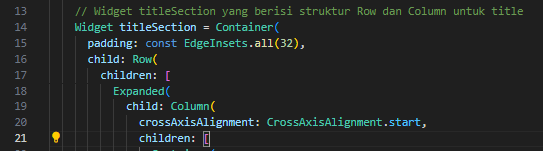 13 // Widget titleSection yang berisi struktur Row dan Column untuk title
14 Widget titleSection = Container(
15 padding: const EdgeInsets.all(32),
16 child: Row(
17 children: [
18 Expanded(
19 child: Column(
20 crossAxisAlignment: CrossAxisAlignment.start,
21 children: [